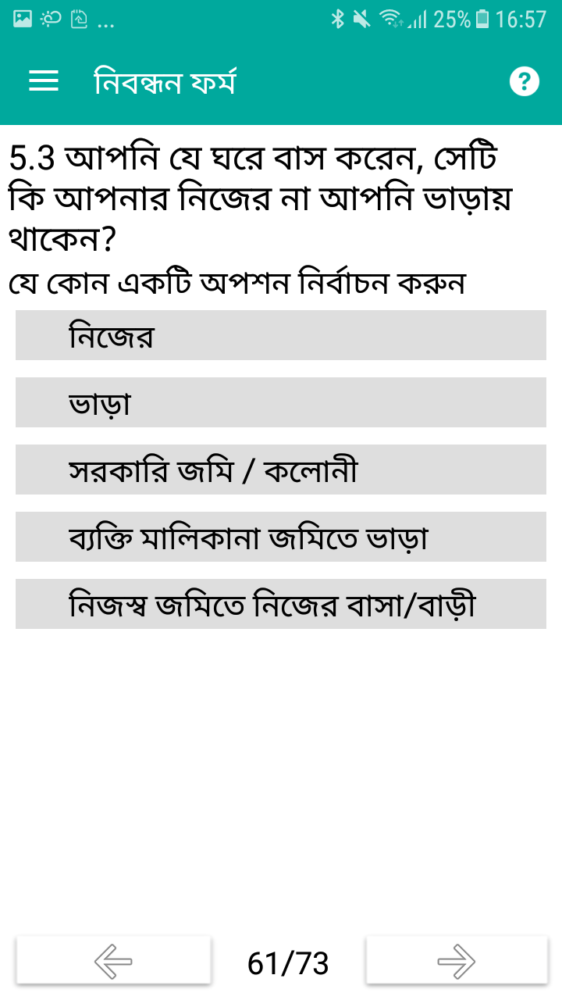 ... 25% 16:57
নিবন্ধন ফর্ম ?
5.3 আপনি যে ঘরে বাস করেন, সেটি
কি আপনার নিজের না আপনি ভাড়ায়
থাকেন?
যে কোন একটি অপশন নির্বাচন করুন
নিজের
ভাড়া
সরকারি জমি / কলোনী
ব্যক্তি মালিকানা জমিতে ভাড়া
নিজস্ব জমিতে নিজের বাসা/বাড়ী
61/73